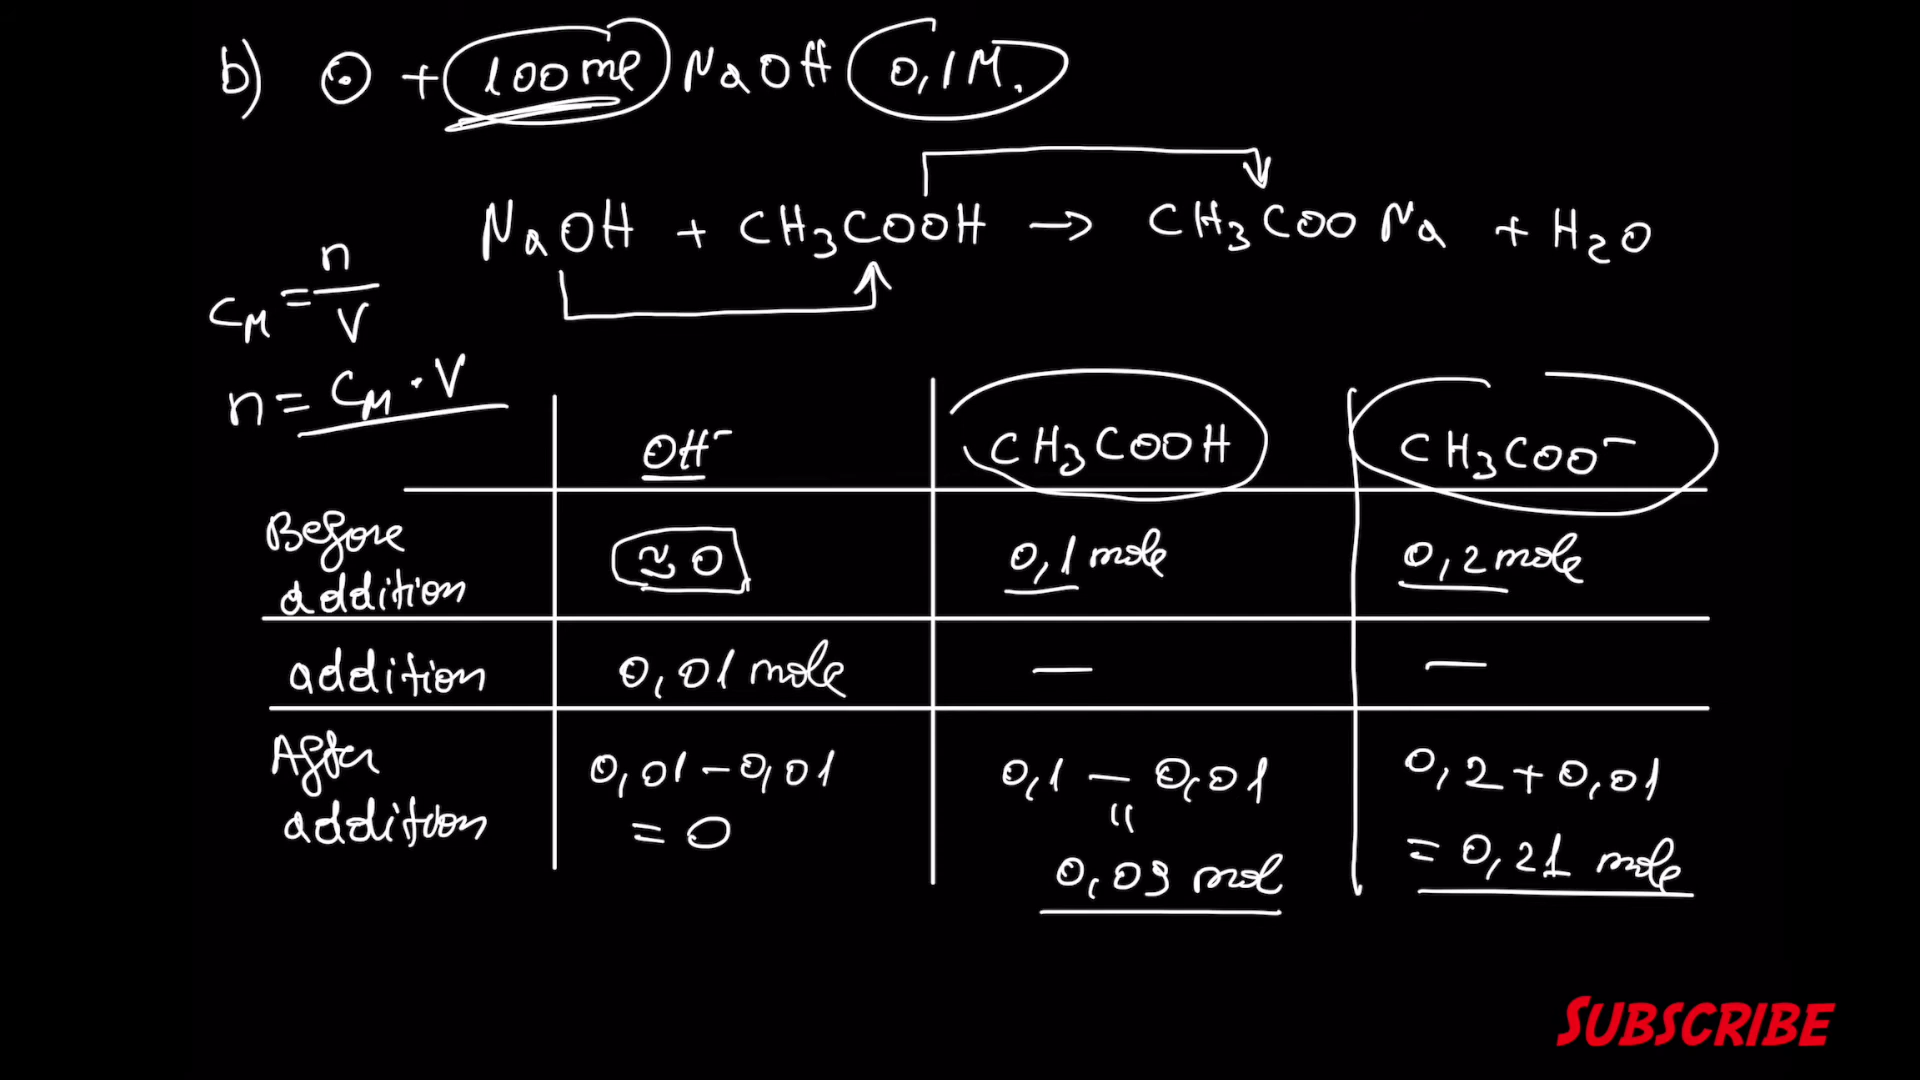 b) ⊙ + 100 ml NaOH 0,1M.
NaOH + CH₃COOH → CH₃COONa + H₂O
C_M = n/V
n = C_M · V
OH⁻ CH₃COOH CH₃COO⁻
Before addition ≈ 0 0,1 mole 0,2 mole
addition 0,01 mole — —
After addition 0,01 - 0,01 = 0 0,1 - 0,01 = 0,09 mol 0,2 + 0,01 = 0,21 mole
SUBSCRIBE